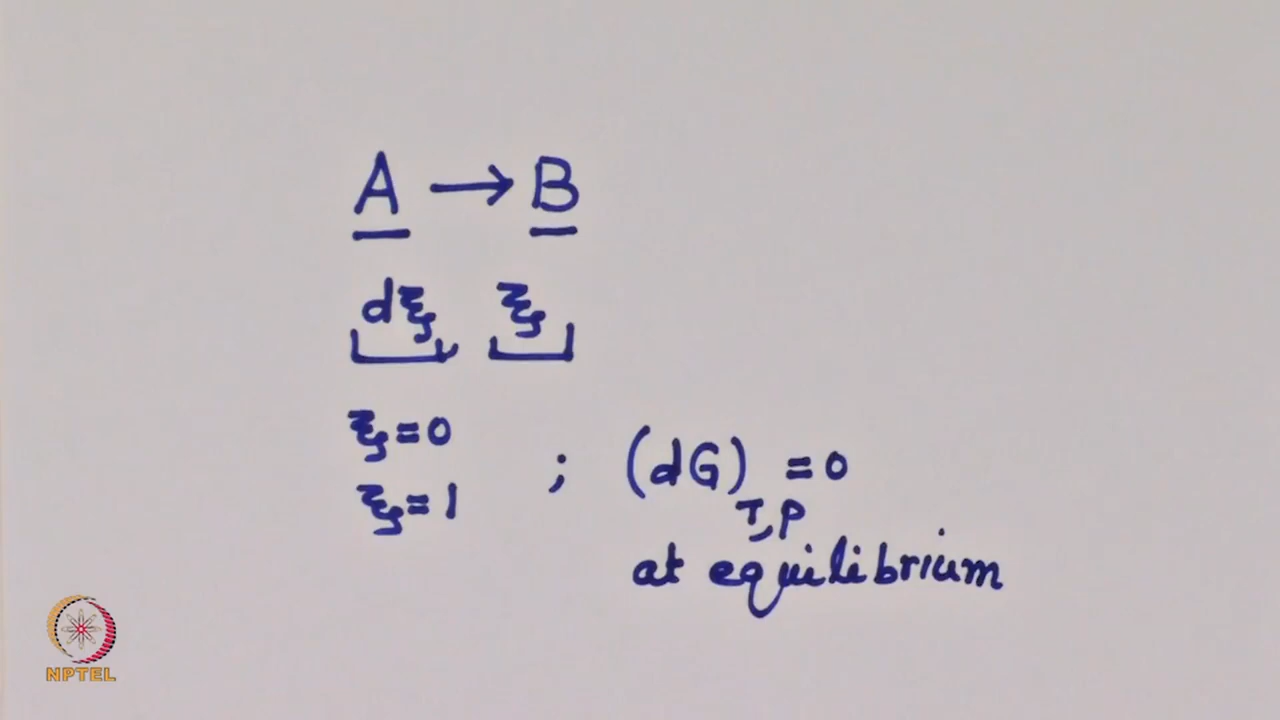 A → B
dξ ξ
ξ=0
ξ=1 ; (dG)T,P =0
at equilibrium
NPTEL